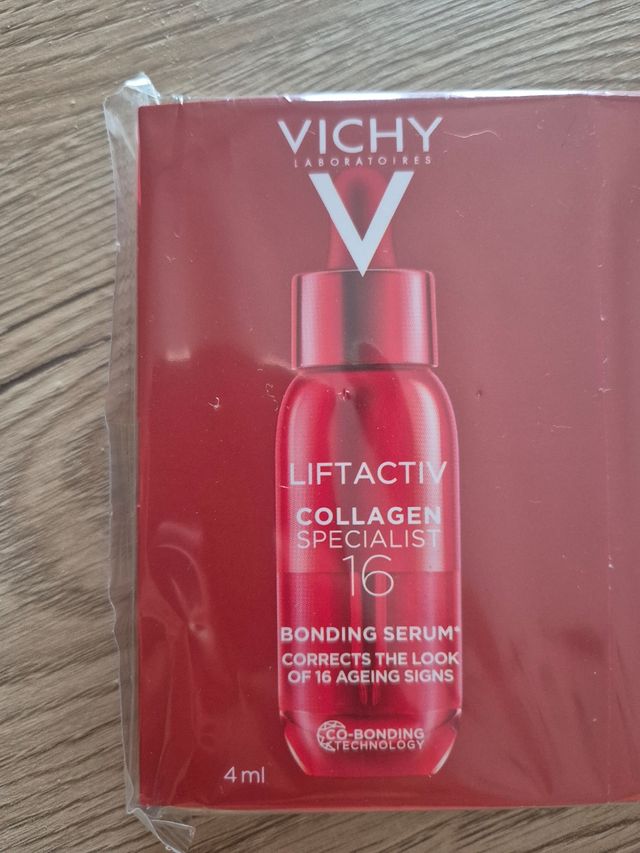 VICHY
LABORATOIRES
LIFTACTIV
COLLAGEN
SPECIALIST
16
BONDING SERUM*
CORRECTS THE LOOK
OF 16 AGEING SIGNS
CO-BONDING
TECHNOLOGY
4 ml